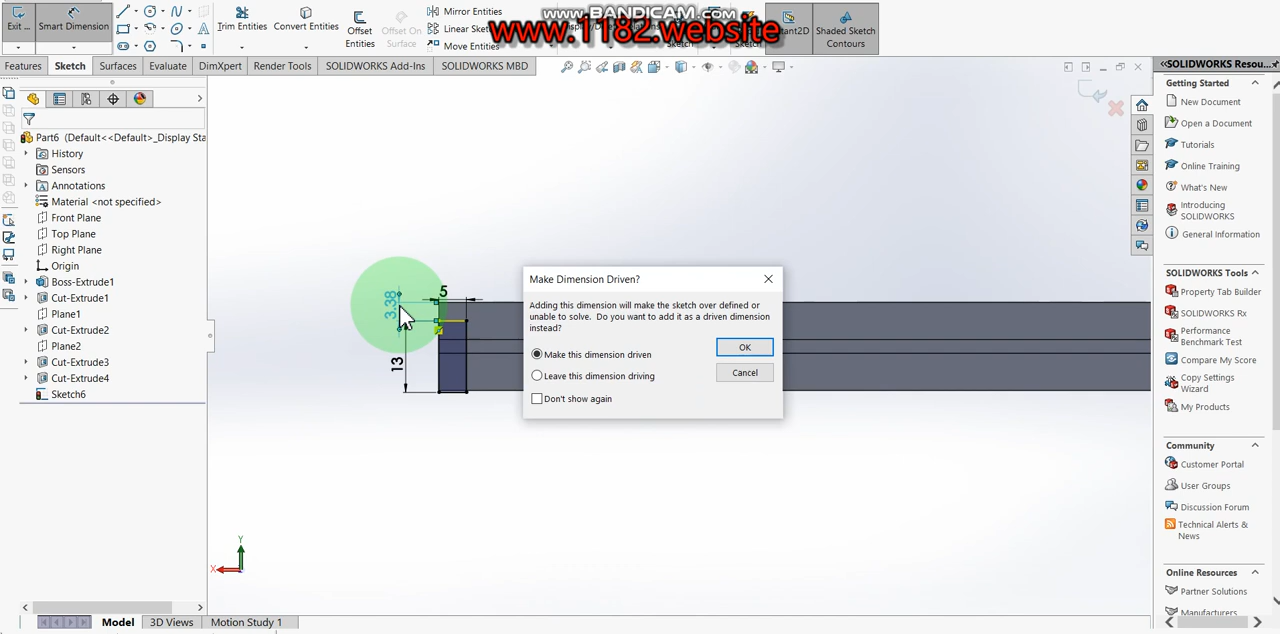 www.BANDICAM.com
www.1182.website
Exit ...
Smart Dimension
Trim Entities
Convert Entities
Offset
Entities
Offset On
Surface
Mirror Entities
Linear Sketch
Move Entities
Shaded Sketch
Contours
Features
Sketch
Surfaces
Evaluate
DimXpert
Render Tools
SOLIDWORKS Add-Ins
SOLIDWORKS MBD
Part6 (Default<<Default>_Display Sta
History
Sensors
Annotations
Material <not specified>
Front Plane
Top Plane
Right Plane
Origin
Boss-Extrude1
Cut-Extrude1
Plane1
Cut-Extrude2
Plane2
Cut-Extrude3
Cut-Extrude4
Sketch6
3.38
5
13
Y
X
Make Dimension Driven?
Adding this dimension will make the sketch over defined or
unable to solve. Do you want to add it as a driven dimension
instead?
Make this dimension driven
Leave this dimension driving
Don't show again
OK
Cancel
SOLIDWORKS Resou...
Getting Started
New Document
Open a Document
Tutorials
Online Training
What's New
Introducing
SOLIDWORKS
General Information
SOLIDWORKS Tools
Property Tab Builder
SOLIDWORKS Rx
Performance
Benchmark Test
Compare My Score
Copy Settings
Wizard
My Products
Community
Customer Portal
User Groups
Discussion Forum
Technical Alerts &
News
Online Resources
Partner Solutions
Manufacturers
Model
3D Views
Motion Study 1